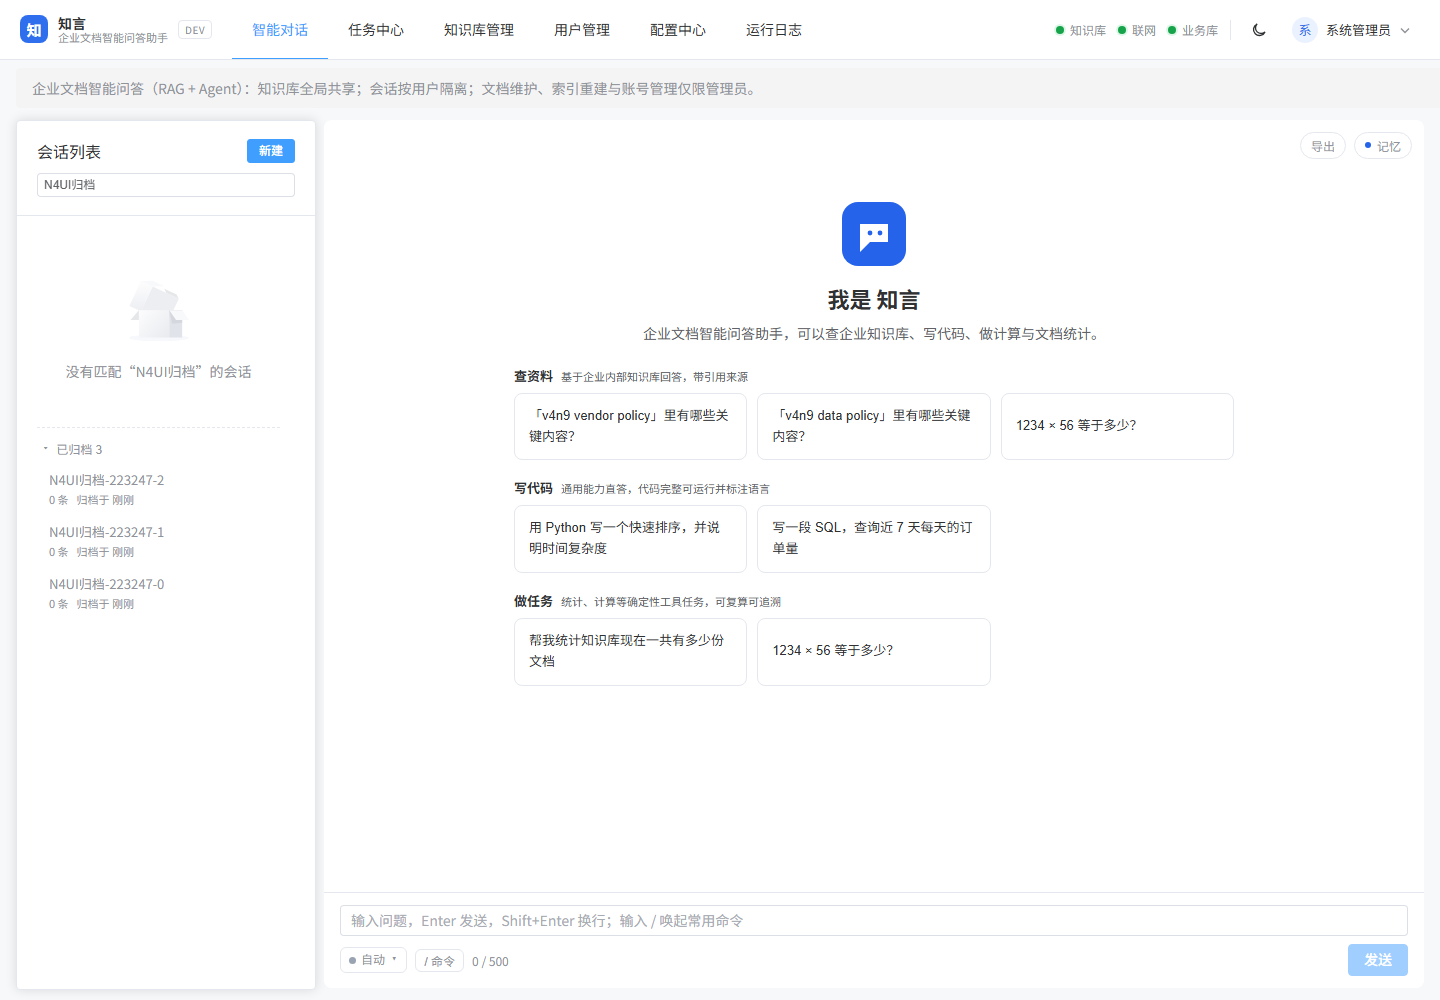 知
知言
企业文档智能问答助手
DEV
智能对话
任务中心
知识库管理
用户管理
配置中心
运行日志
知识库
联网
业务库
系
系统管理员
企业文档智能问答（RAG + Agent）：知识库全局共享；会话按用户隔离；文档维护、索引重建与账号管理仅限管理员。
会话列表
新建
N4UI归档
没有匹配“N4UI归档”的会话
已归档 3
N4UI归档-223247-2
0 条 归档于 刚刚
N4UI归档-223247-1
0 条 归档于 刚刚
N4UI归档-223247-0
0 条 归档于 刚刚
导出
记忆
我是 知言
企业文档智能问答助手，可以查企业知识库、写代码、做计算与文档统计。
查资料 基于企业内部知识库回答，带引用来源
「v4n9 vendor policy」里有哪些关
键内容？
「v4n9 data policy」里有哪些关键
内容？
1234 × 56 等于多少？
写代码 通用能力直答，代码完整可运行并标注语言
用 Python 写一个快速排序，并说
明时间复杂度
写一段 SQL，查询近 7 天每天的订
单量
做任务 统计、计算等确定性工具任务，可复算可追溯
帮我统计知识库现在一共有多少份
文档
1234 × 56 等于多少？
输入问题，Enter 发送，Shift+Enter 换行；输入 / 唤起常用命令
自动
/ 命令
0 / 500
发送